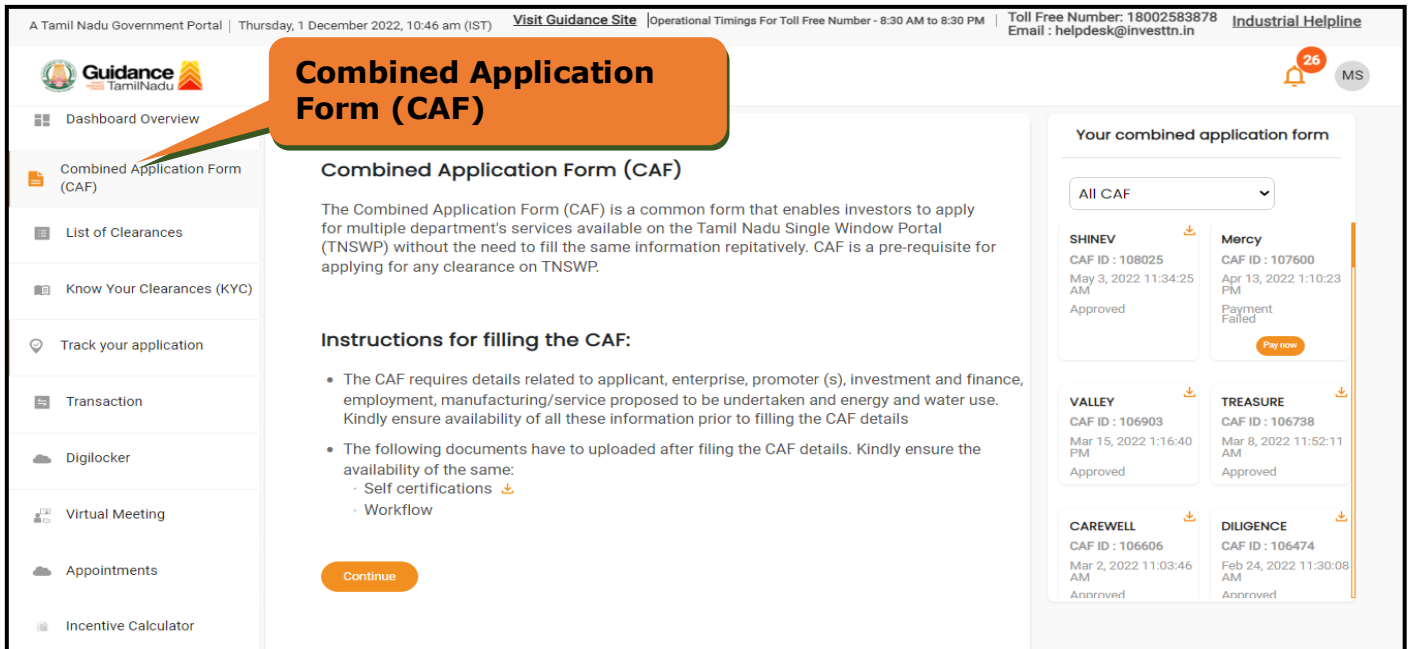 A Tamil Nadu Government Portal | Thursday, 1 December 2022, 10:46 am (IST) Visit Guidance Site |Operational Timings For Toll Free Number - 8:30 AM to 8:30 PM | Toll Free Number: 18002583878 Industrial Helpline
Email : helpdesk@investtn.in
Guidance
TamilNadu
Combined Application
Form (CAF)
26
MS
Dashboard Overview
Combined Application Form
(CAF)
List of Clearances
Know Your Clearances (KYC)
Track your application
Transaction
Digilocker
Virtual Meeting
Appointments
Incentive Calculator
Combined Application Form (CAF)
The Combined Application Form (CAF) is a common form that enables investors to apply
for multiple department's services available on the Tamil Nadu Single Window Portal
(TNSWP) without the need to fill the same information repitatively. CAF is a pre-requisite for
applying for any clearance on TNSWP.
Instructions for filling the CAF:
• The CAF requires details related to applicant, enterprise, promoter (s), investment and finance,
employment, manufacturing/service proposed to be undertaken and energy and water use.
Kindly ensure availability of all these information prior to filling the CAF details
• The following documents have to uploaded after filing the CAF details. Kindly ensure the
availability of the same:
- Self certifications
- Workflow
Continue
Your combined application form
All CAF
SHINEV
CAF ID : 108025
May 3, 2022 11:34:25
AM
Approved
Mercy
CAF ID : 107600
Apr 13, 2022 1:10:23
PM
Payment
Failed
Pay now
VALLEY
CAF ID : 106903
Mar 15, 2022 1:16:40
PM
Approved
TREASURE
CAF ID : 106738
Mar 8, 2022 11:52:11
AM
Approved
CAREWELL
CAF ID : 106606
Mar 2, 2022 11:03:46
AM
Approved
DILIGENCE
CAF ID : 106474
Feb 24, 2022 11:30:08
AM
Approved